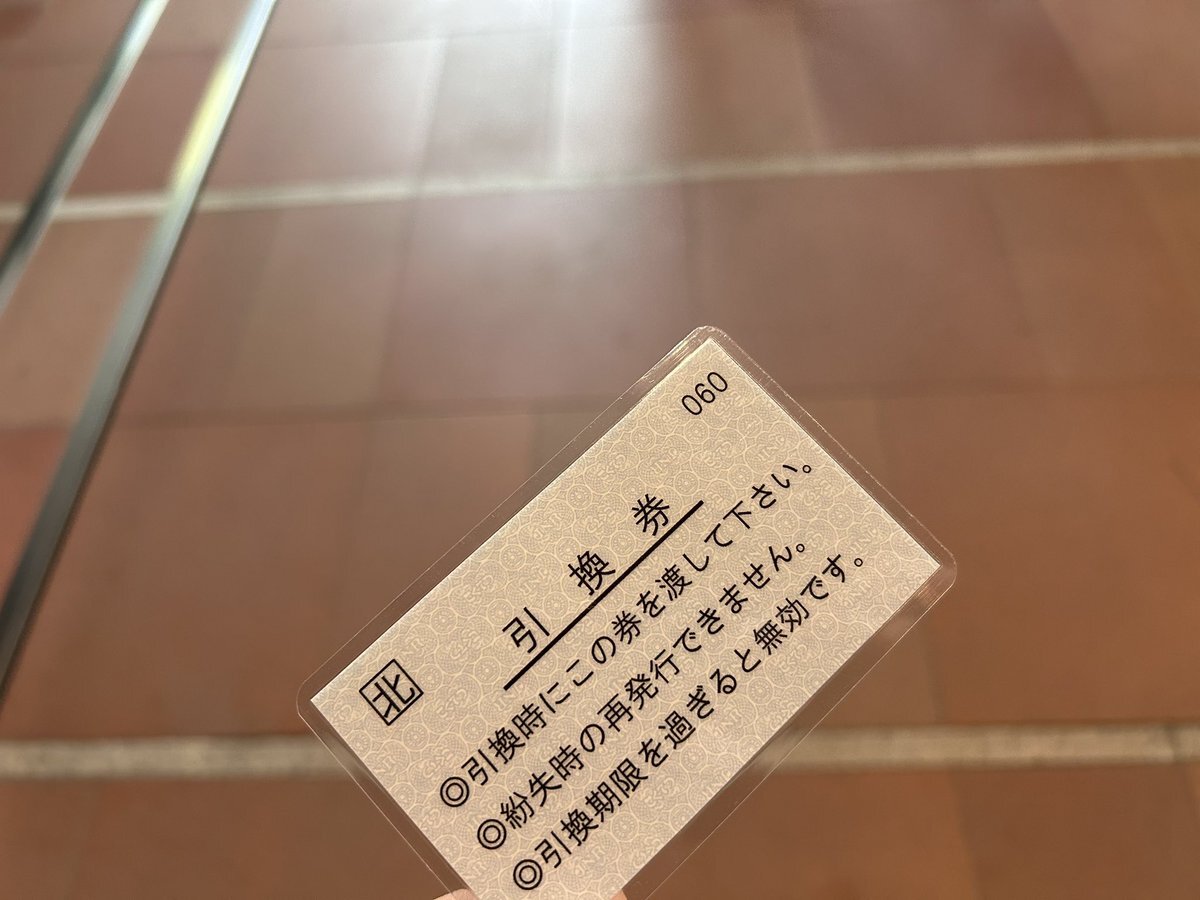 060
北
引換券
◎引換時にこの券を渡して下さい。
◎紛失時の再発行できません。
◎引換期限を過ぎると無効です。